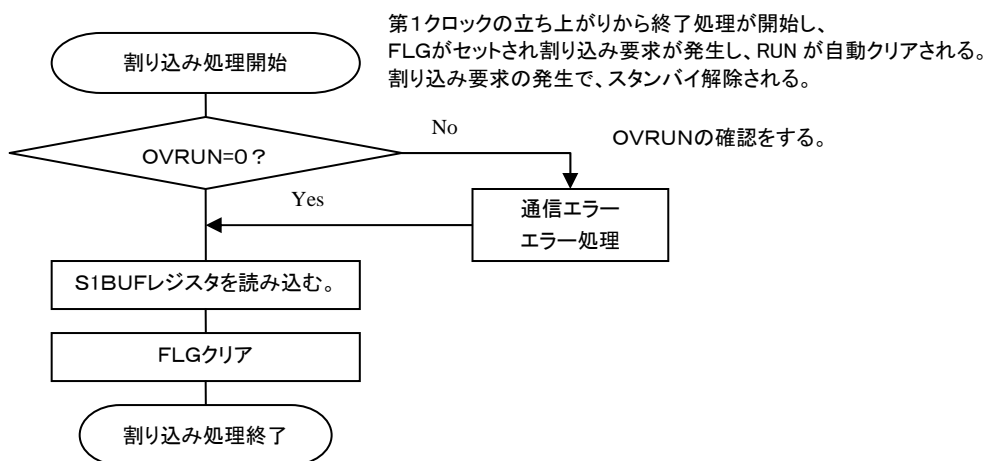 第１クロックの立ち上がりから終了処理が開始し、
FLGがセットされ割り込み要求が発生し、RUN が自動クリアされる。
割り込み要求の発生で、スタンバイ解除される。
割り込み処理開始
No
ＯＶＲＵＮの確認をする。
OVRUN=0？
Yes
通信エラー
エラー処理
S1BUFレジスタを読み込む。
FLGクリア
割り込み処理終了